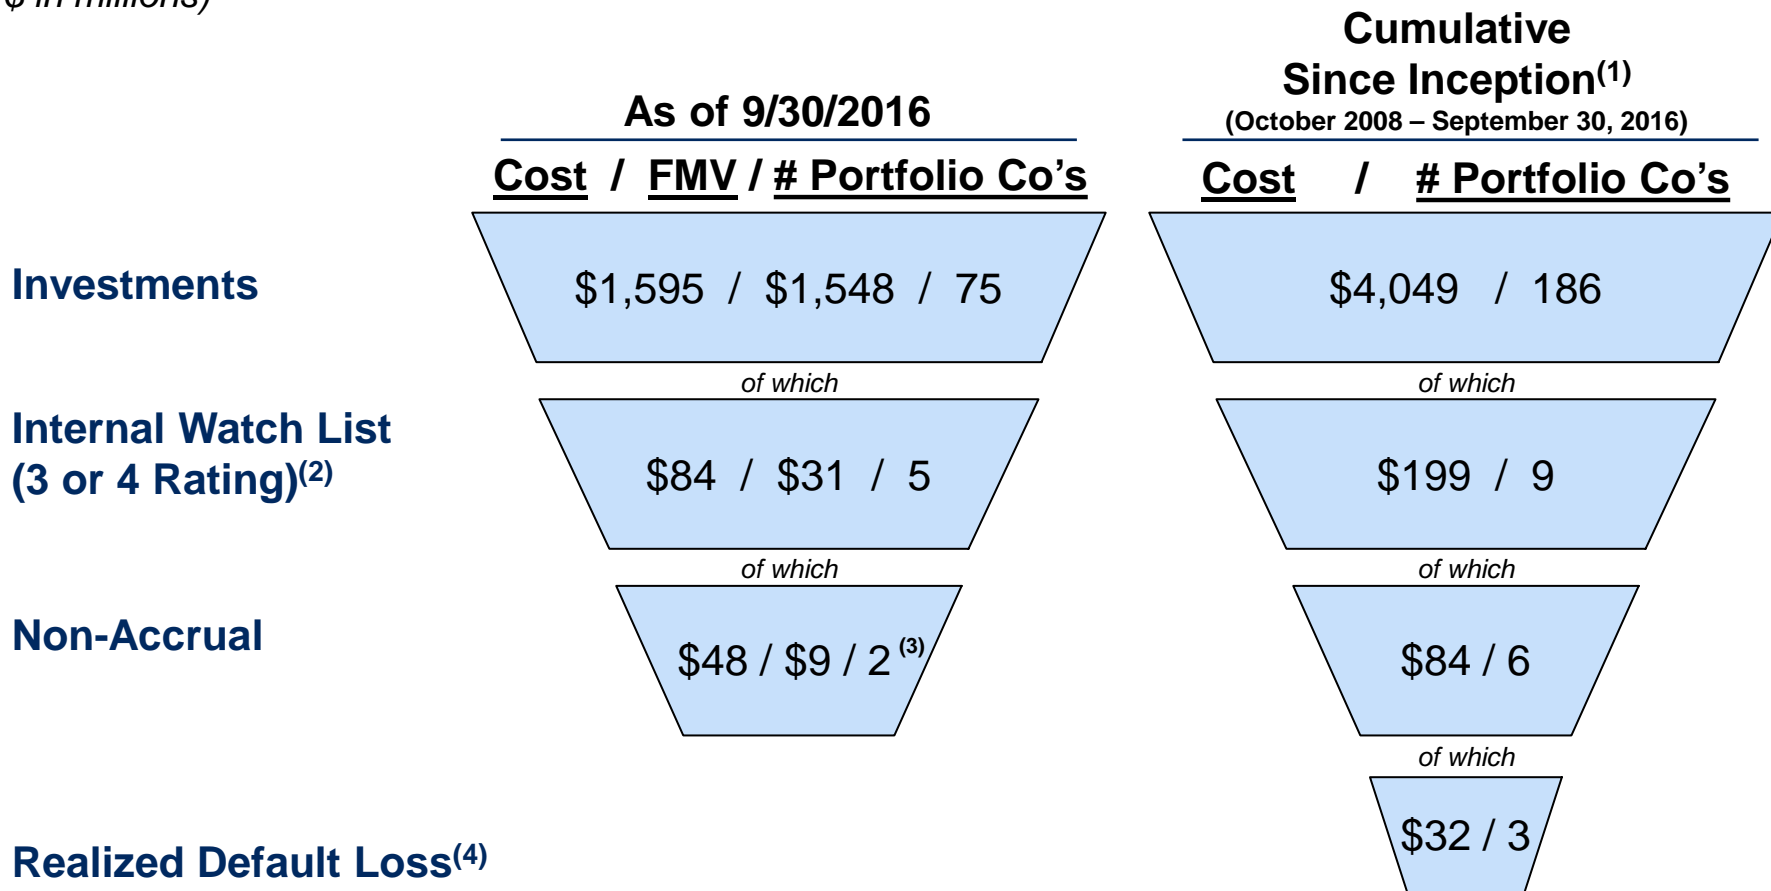 $ in millions)
Cumulative
Since Inception(1)
(October 2008 – September 30, 2016)
As of 9/30/2016
Cost / FMV / # Portfolio Co's
Cost / # Portfolio Co's
Investments
$1,595 / $1,548 / 75
$4,049 / 186
of which
of which
Internal Watch List
(3 or 4 Rating)(2)
$84 / $31 / 5
$199 / 9
of which
of which
Non-Accrual
$48 / $9 / 2 (3)
$84 / 6
of which
$32 / 3
Realized Default Loss(4)